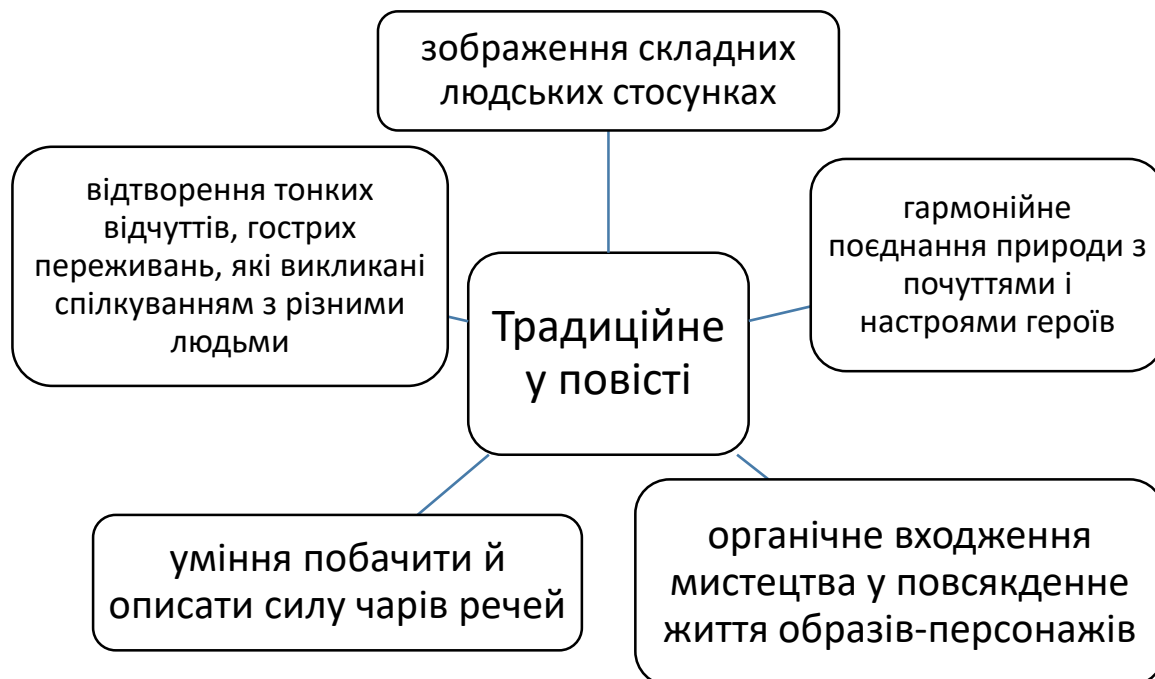 зображення складних
людських стосунках
відтворення тонких
відчуттів, гострих
переживань, які викликані
спілкуванням з різними
людьми
гармонійне
поєднання природи з
почуттями і
настроями героїв
Традиційне
у повісті
уміння побачити й
описати силу чарів речей
органічне входження
мистецтва у повсякденне
життя образів-персонажів